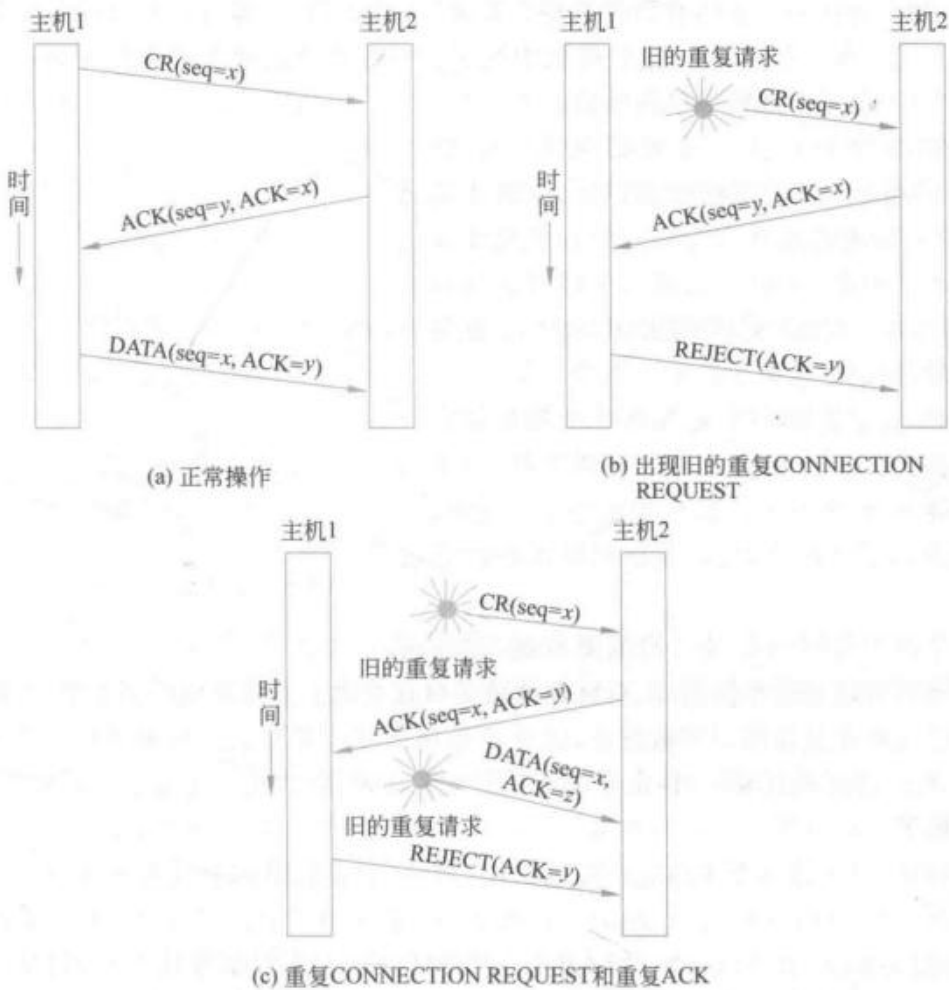 主机1
主机2
CR(seq=x)
时间
ACK(seq=y, ACK=x)
DATA(seq=x, ACK=y)
(a) 正常操作
主机1
主机2
旧的重复请求
CR(seq=x)
时间
ACK(seq=y, ACK=x)
REJECT(ACK=y)
(b) 出现旧的重复CONNECTION
REQUEST
主机1
主机2
CR(seq=x)
旧的重复请求
时间
ACK(seq=x, ACK=y)
DATA(seq=x,
ACK=z)
旧的重复请求
REJECT(ACK=y)
(c) 重复CONNECTION REQUEST和重复ACK